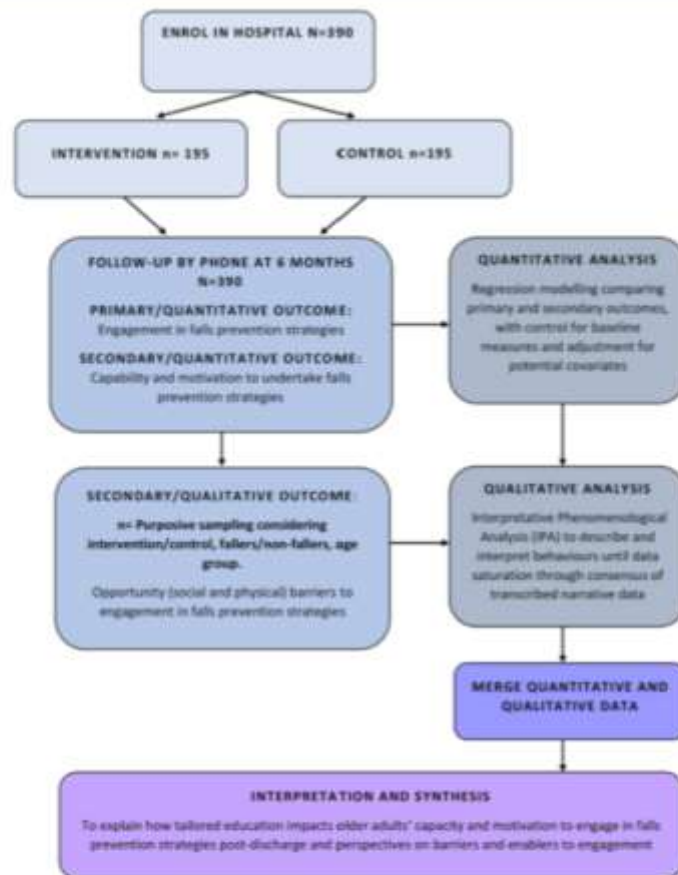 ENROL IN HOSPITAL N=390
INTERVENTION n= 195
CONTROL n=195
FOLLOW-UP BY PHONE AT 6 MONTHS
N=390
PRIMARY/QUANTITATIVE OUTCOME:
Engagement in falls prevention strategies
SECONDARY/QUANTITATIVE OUTCOME:
Capability and motivation to undertake falls
prevention strategies
QUANTITATIVE ANALYSIS
Regression modelling comparing
primary and secondary outcomes,
with control for baseline
measures and adjustment for
potential covariates
SECONDARY/QUALITATIVE OUTCOME:
n= Purposive sampling considering
intervention/control, fallers/non-fallers, age
group.
Opportunity (social and physical) barriers to
engagement in falls prevention strategies
QUALITATIVE ANALYSIS
Interpretative Phenomenological
Analysis (IPA) to describe and
interpret behaviours until data
saturation through consensus of
transcribed narrative data
MERGE QUANTITATIVE AND
QUALITATIVE DATA
INTERPRETATION AND SYNTHESIS
To explain how tailored education impacts older adults' capacity and motivation to engage in falls
prevention strategies post-discharge and perspectives on barriers and enablers to engagement